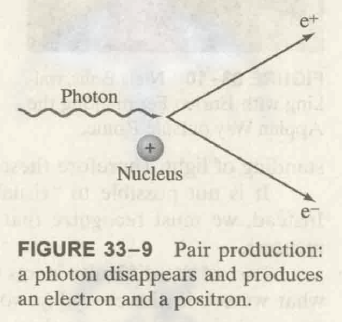 e+
Photon
+
Nucleus
e−
FIGURE 33–9 Pair production:
a photon disappears and produces
an electron and a positron.